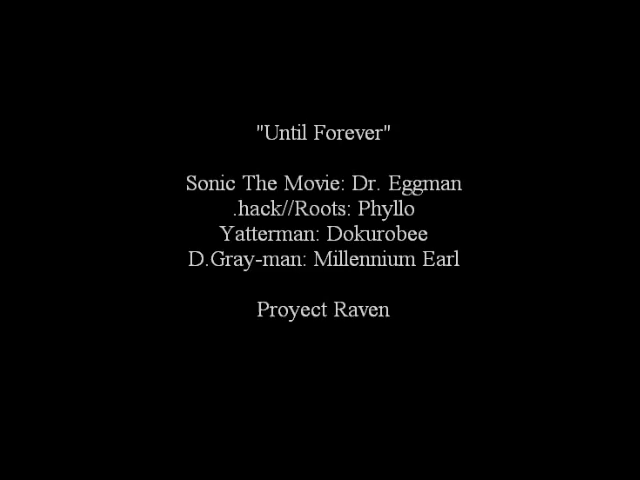 "Until Forever"
Sonic The Movie: Dr. Eggman
.hack//Roots: Phyllo
Yatterman: Dokurobee
D.Gray-man: Millennium Earl
Proyect Raven